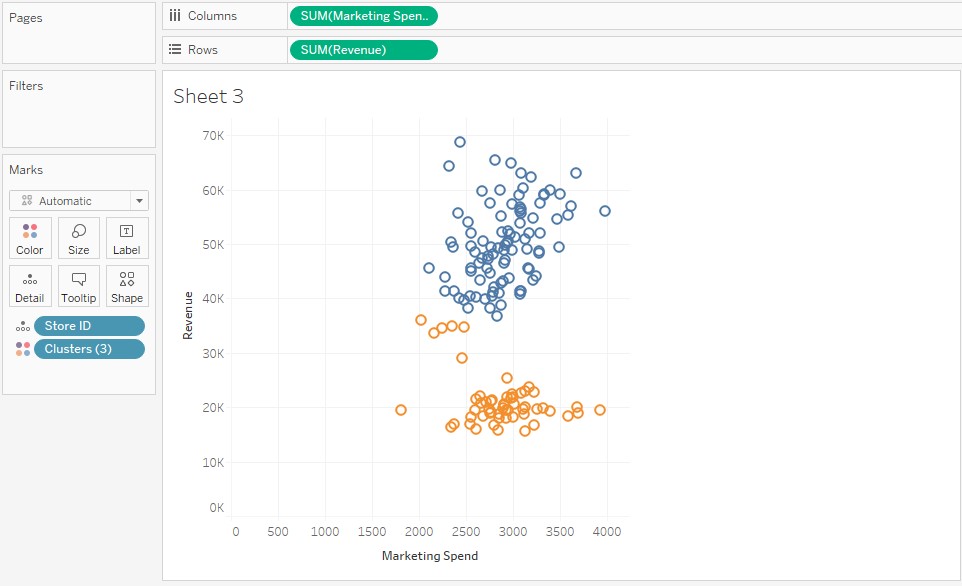 Pages
Columns
SUM(Marketing Spen..
Rows
SUM(Revenue)
Filters
Marks
Automatic
Color
Size
Label
Detail
Tooltip
Shape
Store ID
Clusters (3)
Sheet 3
70K
60K
50K
40K
30K
20K
10K
0K
Revenue
0 500 1000 1500 2000 2500 3000 3500 4000
Marketing Spend